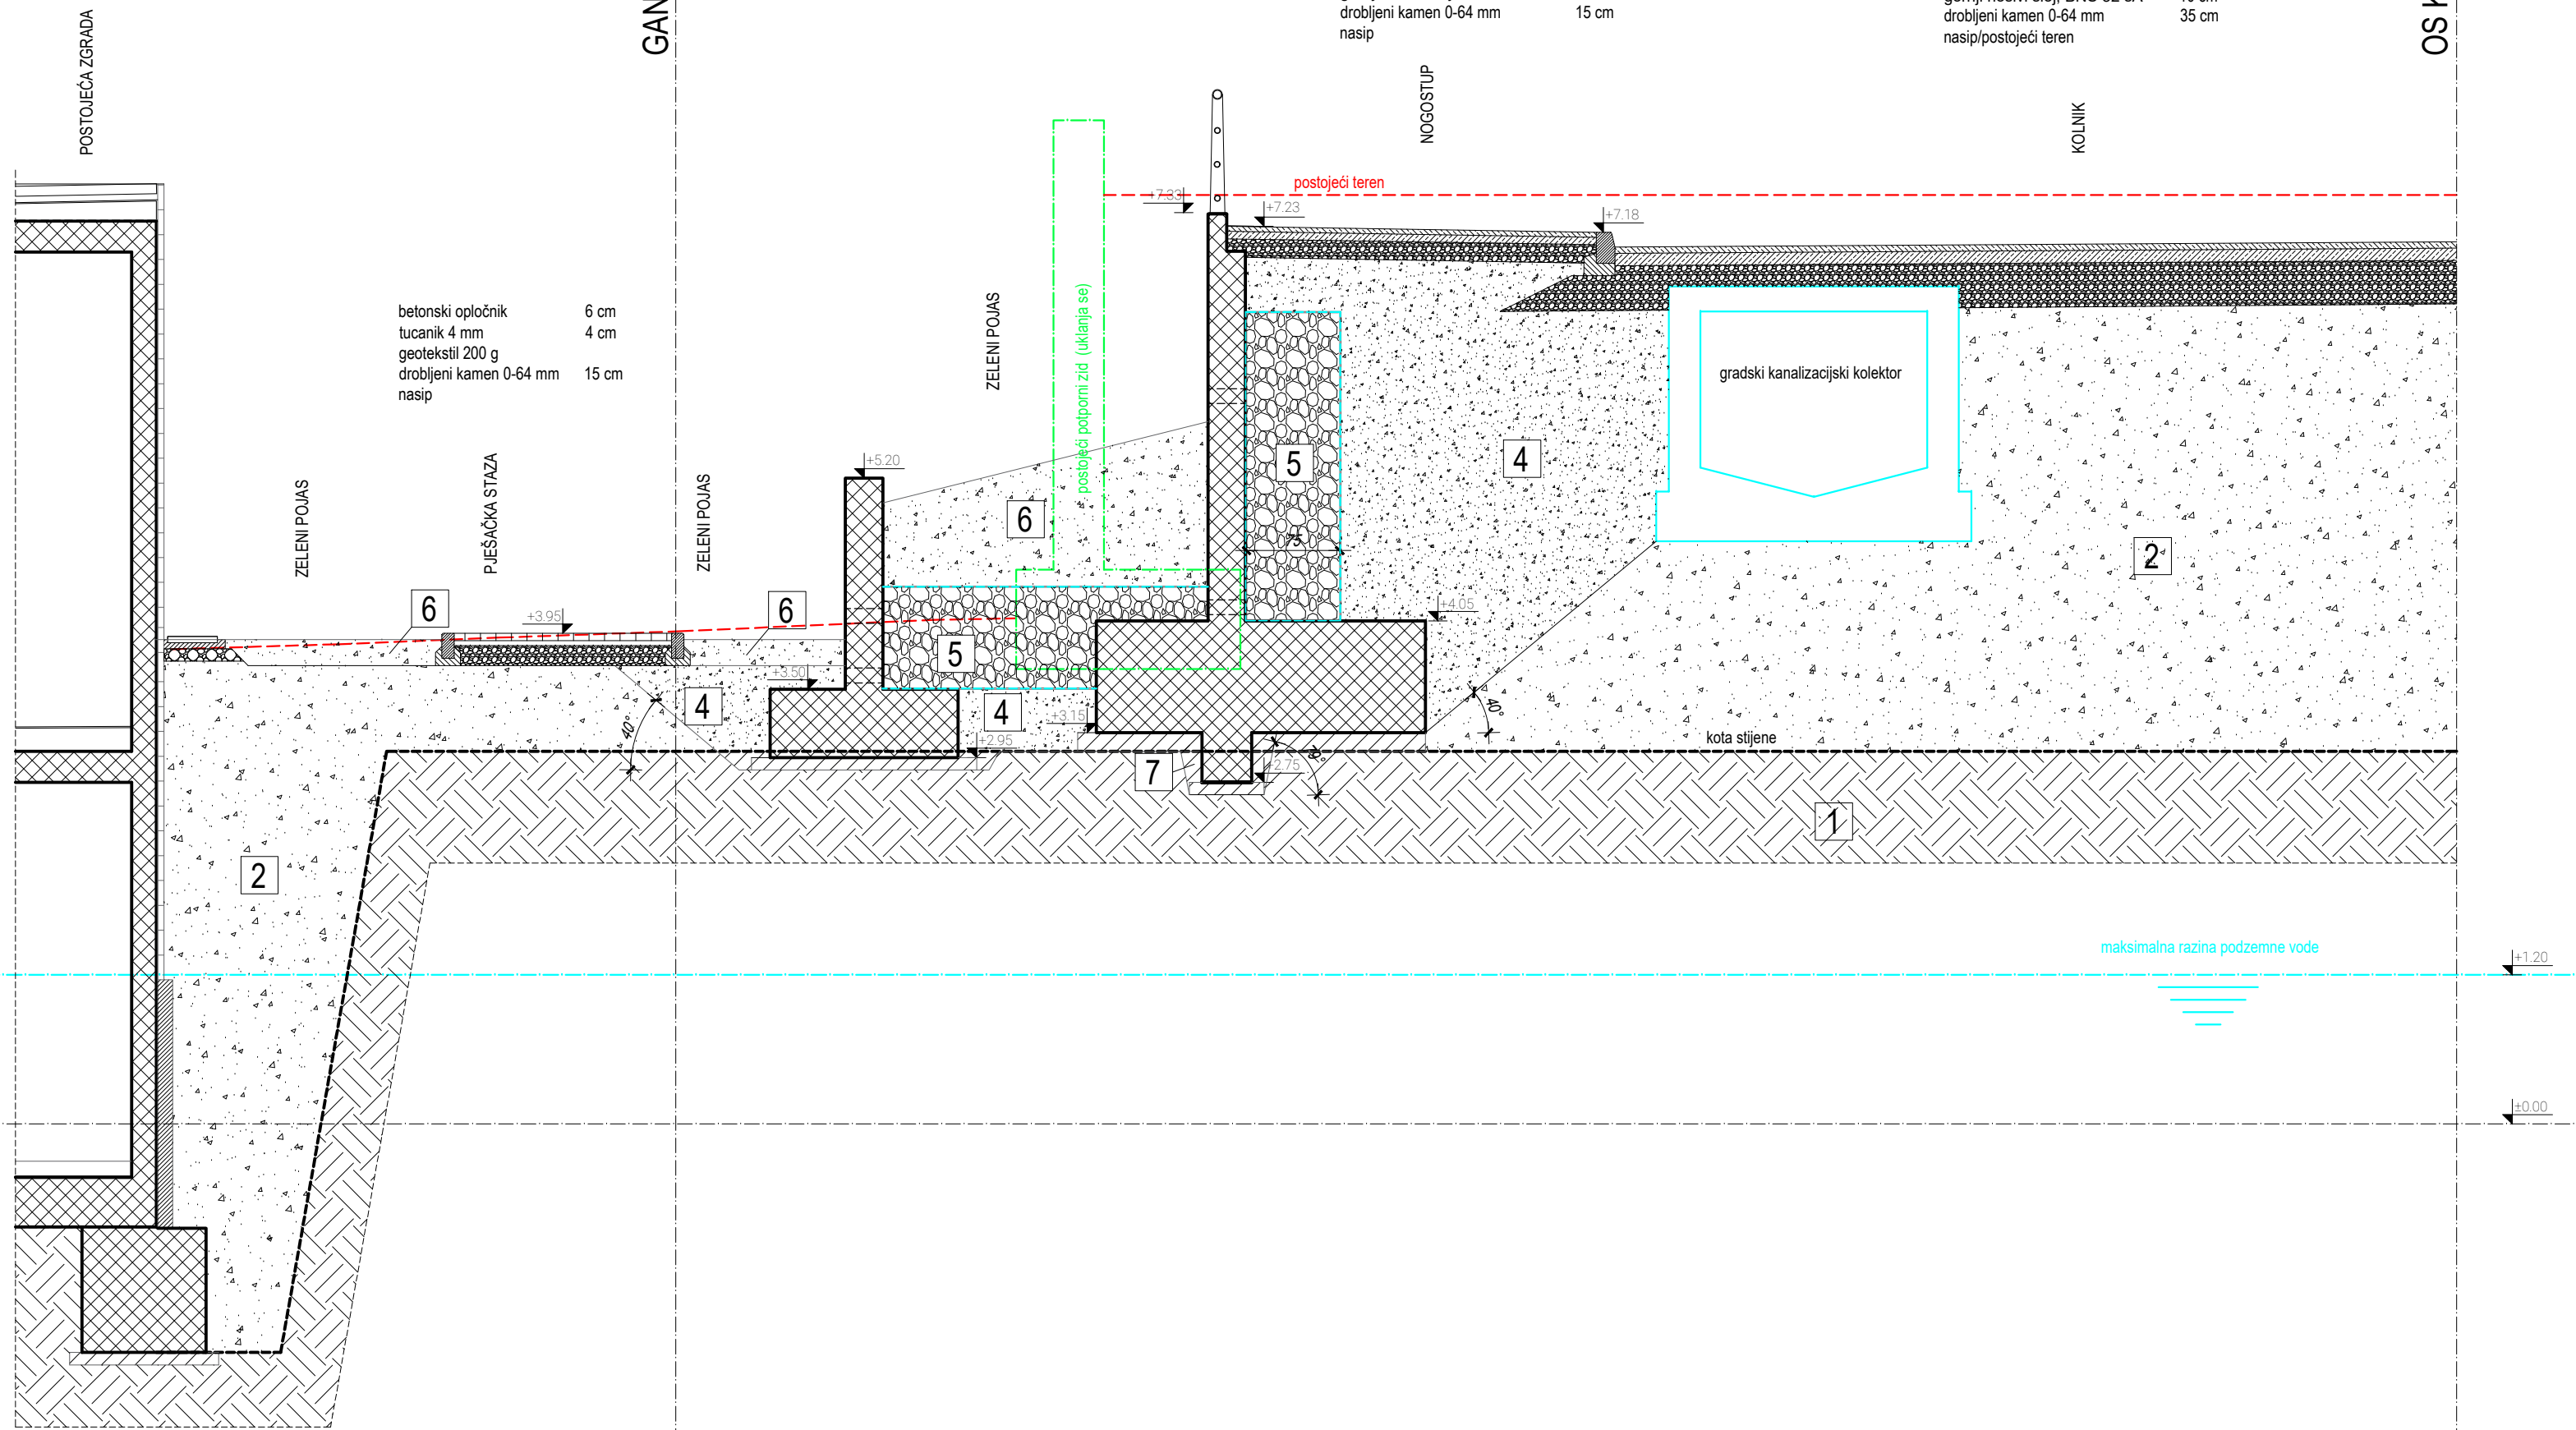 POSTOJEĆA ZGRADA
GAN
drobljeni kamen 0-64 mm 15 cm
nasip
drobljeni kamen 0-64 mm 35 cm
nasip/postojeći teren
OS K
NOGOSTUP
KOLNIK
postojeći teren
+7.33
+7.23
+7.18
betonski opločnik 6 cm
tucanik 4 mm 4 cm
geotekstil 200 g
drobljeni kamen 0-64 mm 15 cm
nasip
ZELENI POJAS
postojeći potporni zid (uklanja se)
gradski kanalizacijski kolektor
ZELENI POJAS
PJEŠAČKA STAZA
ZELENI POJAS
+5.20
5
4
6
75
2
6
+3.95
6
+4.05
5
+3.50
4
4
+3.15
40°
40°
+2.95
kota stijene
7
+2.75
1
2
maksimalna razina podzemne vode
+1.20
±0.00